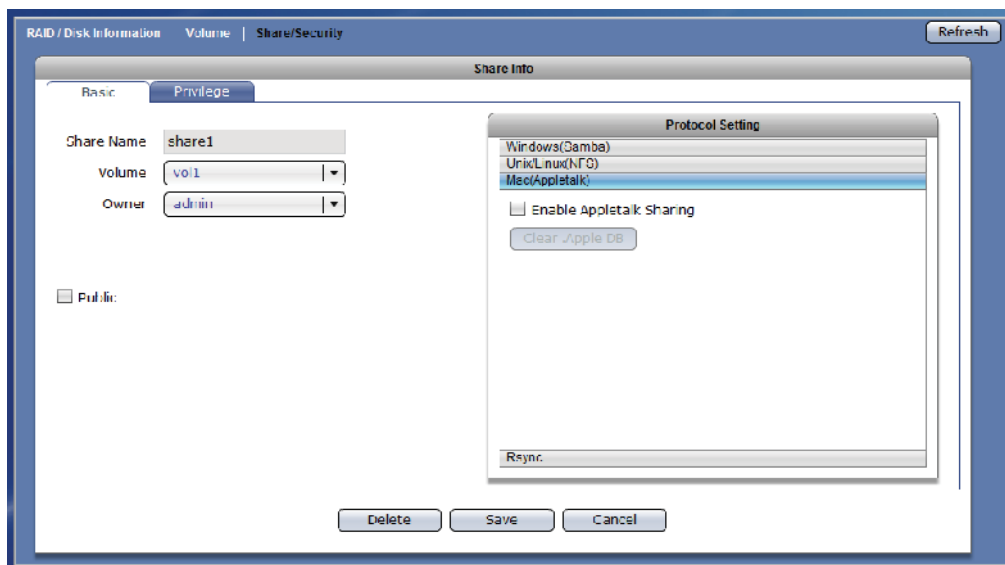 RAID / Disk Information Volume | Share/Security
Refresh
Share Info
Basic Privilege
Share Name share1
Volume vol1
Owner admin
Public
Protocol Setting
Windows(Samba)
Unix/Linux(NFS)
Mac(Appletalk)
Enable Appletalk Sharing
Clear .Apple DB
Rsync
Delete Save Cancel